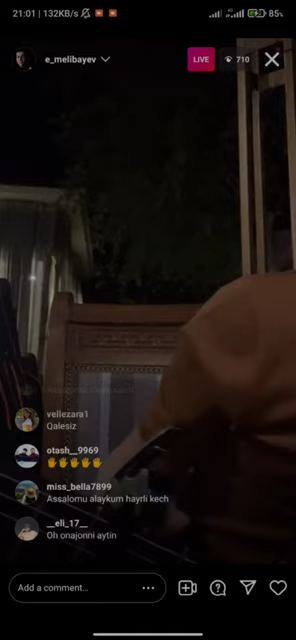 21:01 | 132KB/s
4G
85%
e_melibayev
LIVE
710
vellezara1
Qalesiz
otash__9969
🖐🖐🖐🖐🖐
miss_bella7899
Assalomu alaykum hayrli kech
__eli_17__
Oh onajonni aytin
Add a comment...